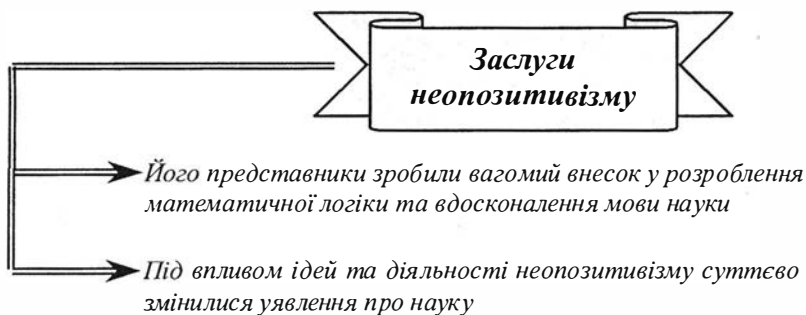 Заслуги
неопозитивізму
Його представники зробили вагомий внесок у розроблення
математичної логіки та вдосконалення мови науки
Під впливом ідей та діяльності неопозитивізму суттєво
змінилися уявлення про науку